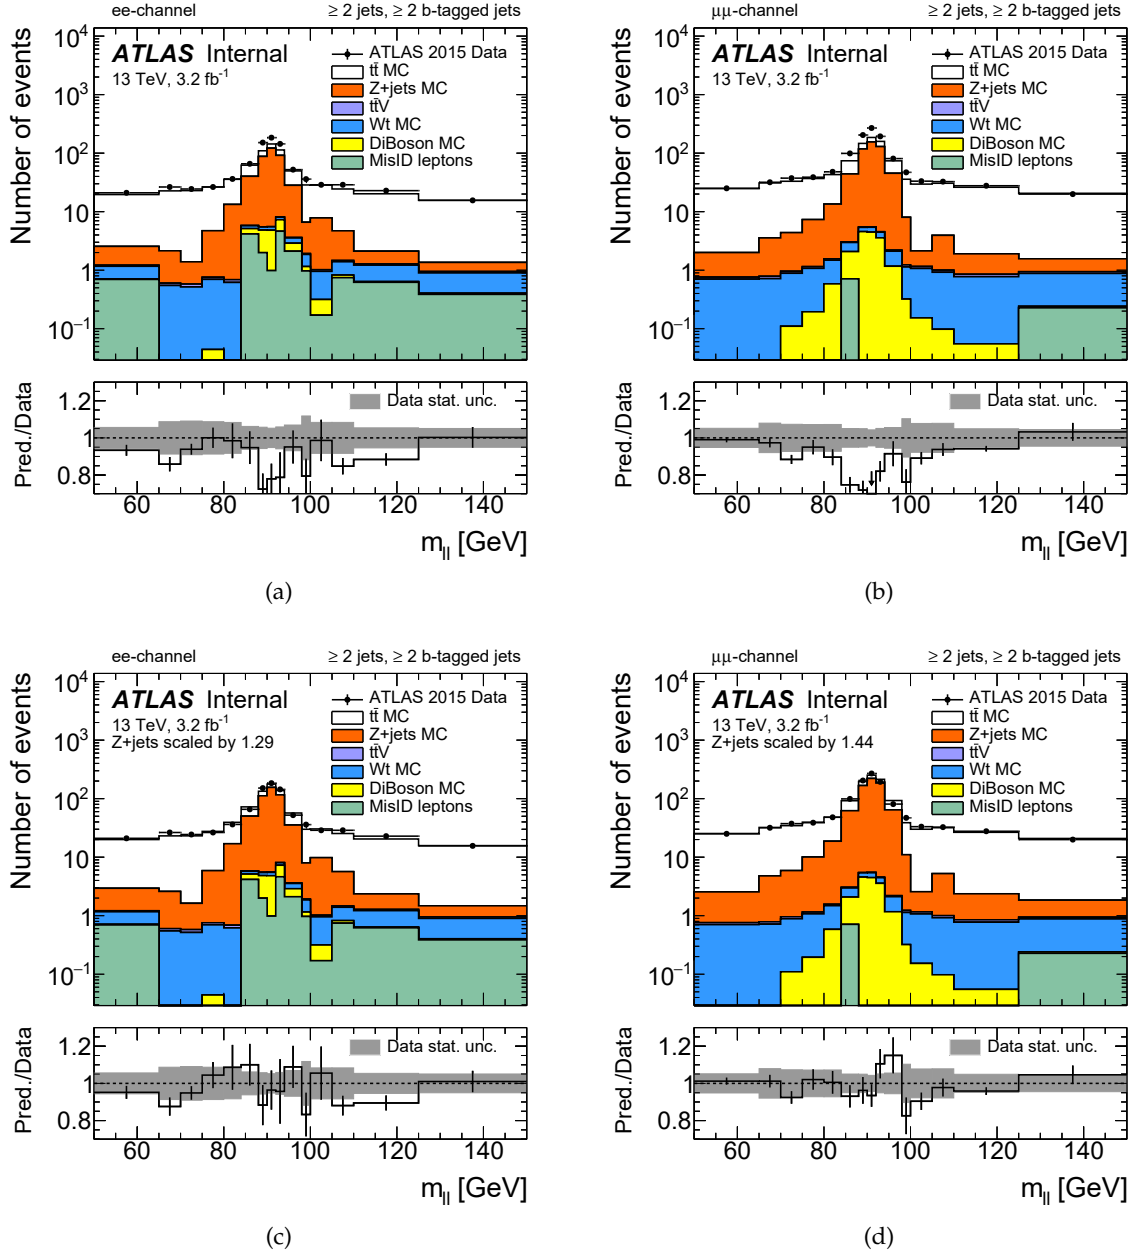 ee-channel ≥ 2 jets, ≥ 2 b-tagged jets
Number of events
10⁴
10³
10²
10
1
10⁻¹
ATLAS Internal
13 TeV, 3.2 fb⁻¹
ATLAS 2015 Data
tt̄ MC
Z+jets MC
tt̄V
Wt MC
DiBoson MC
MisID leptons
Pred./Data
1.2
1
0.8
Data stat. unc.
60 80 100 120 140
m_ll [GeV]
(a)
μμ-channel ≥ 2 jets, ≥ 2 b-tagged jets
Number of events
10⁴
10³
10²
10
1
10⁻¹
ATLAS Internal
13 TeV, 3.2 fb⁻¹
ATLAS 2015 Data
tt̄ MC
Z+jets MC
tt̄V
Wt MC
DiBoson MC
MisID leptons
Pred./Data
1.2
1
0.8
Data stat. unc.
60 80 100 120 140
m_ll [GeV]
(b)
ee-channel ≥ 2 jets, ≥ 2 b-tagged jets
Number of events
10⁴
10³
10²
10
1
10⁻¹
ATLAS Internal
13 TeV, 3.2 fb⁻¹
Z+jets scaled by 1.29
ATLAS 2015 Data
tt̄ MC
Z+jets MC
tt̄V
Wt MC
DiBoson MC
MisID leptons
Pred./Data
1.2
1
0.8
Data stat. unc.
60 80 100 120 140
m_ll [GeV]
(c)
μμ-channel ≥ 2 jets, ≥ 2 b-tagged jets
Number of events
10⁴
10³
10²
10
1
10⁻¹
ATLAS Internal
13 TeV, 3.2 fb⁻¹
Z+jets scaled by 1.44
ATLAS 2015 Data
tt̄ MC
Z+jets MC
tt̄V
Wt MC
DiBoson MC
MisID leptons
Pred./Data
1.2
1
0.8
Data stat. unc.
60 80 100 120 140
m_ll [GeV]
(d)